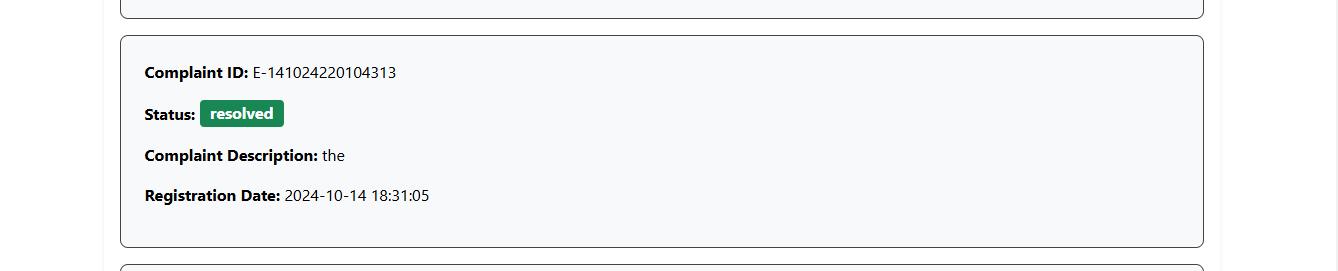 Complaint ID: E-141024220104313
Status: resolved
Complaint Description: the
Registration Date: 2024-10-14 18:31:05